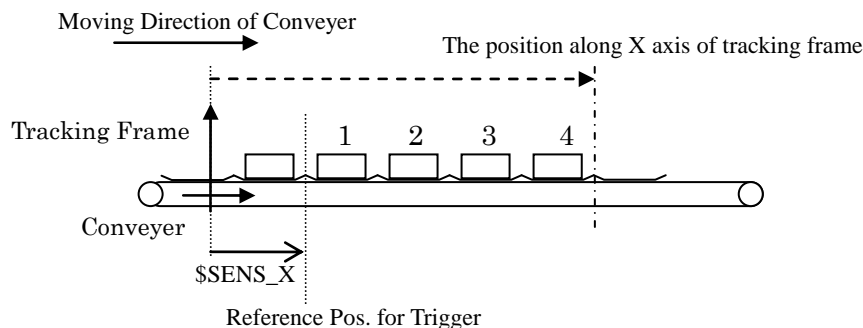 Moving Direction of Conveyer
The position along X axis of tracking frame
Tracking Frame
1 2 3 4
Conveyer
$SENS_X
Reference Pos. for Trigger